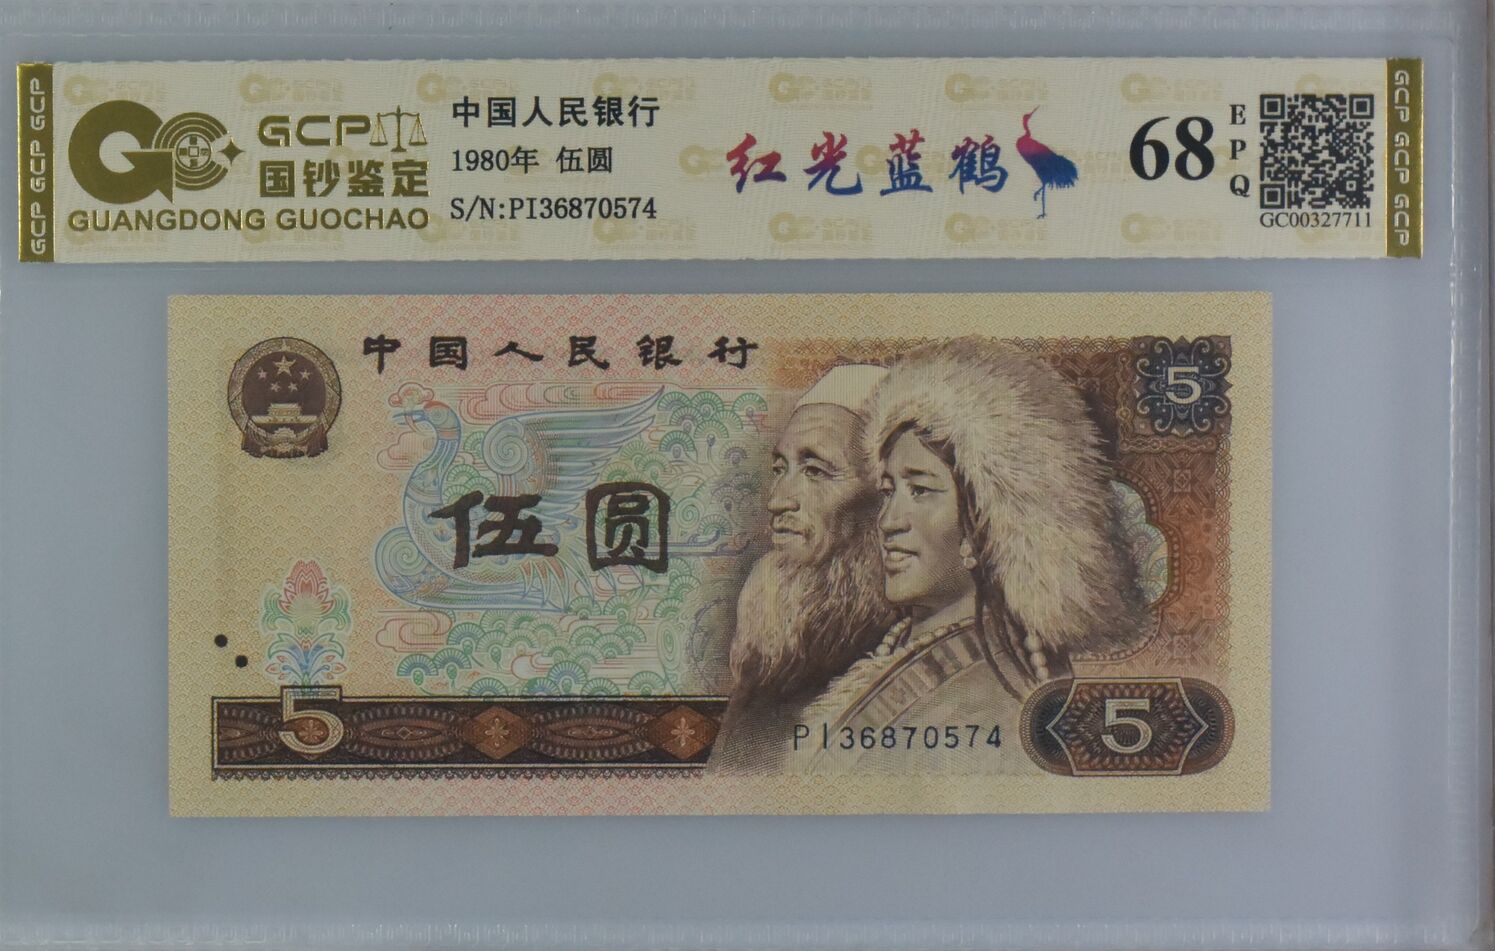 GCP GCP GCP
GCP
国钞鉴定
GUANGDONG GUOCHAO
中国人民银行
1980年 伍圆
S/N:PI36870574
红光蓝鹤
68
EPQ
GC00327711
GCP GCP GCP
中国人民银行
5
伍圆
5
PI36870574
5